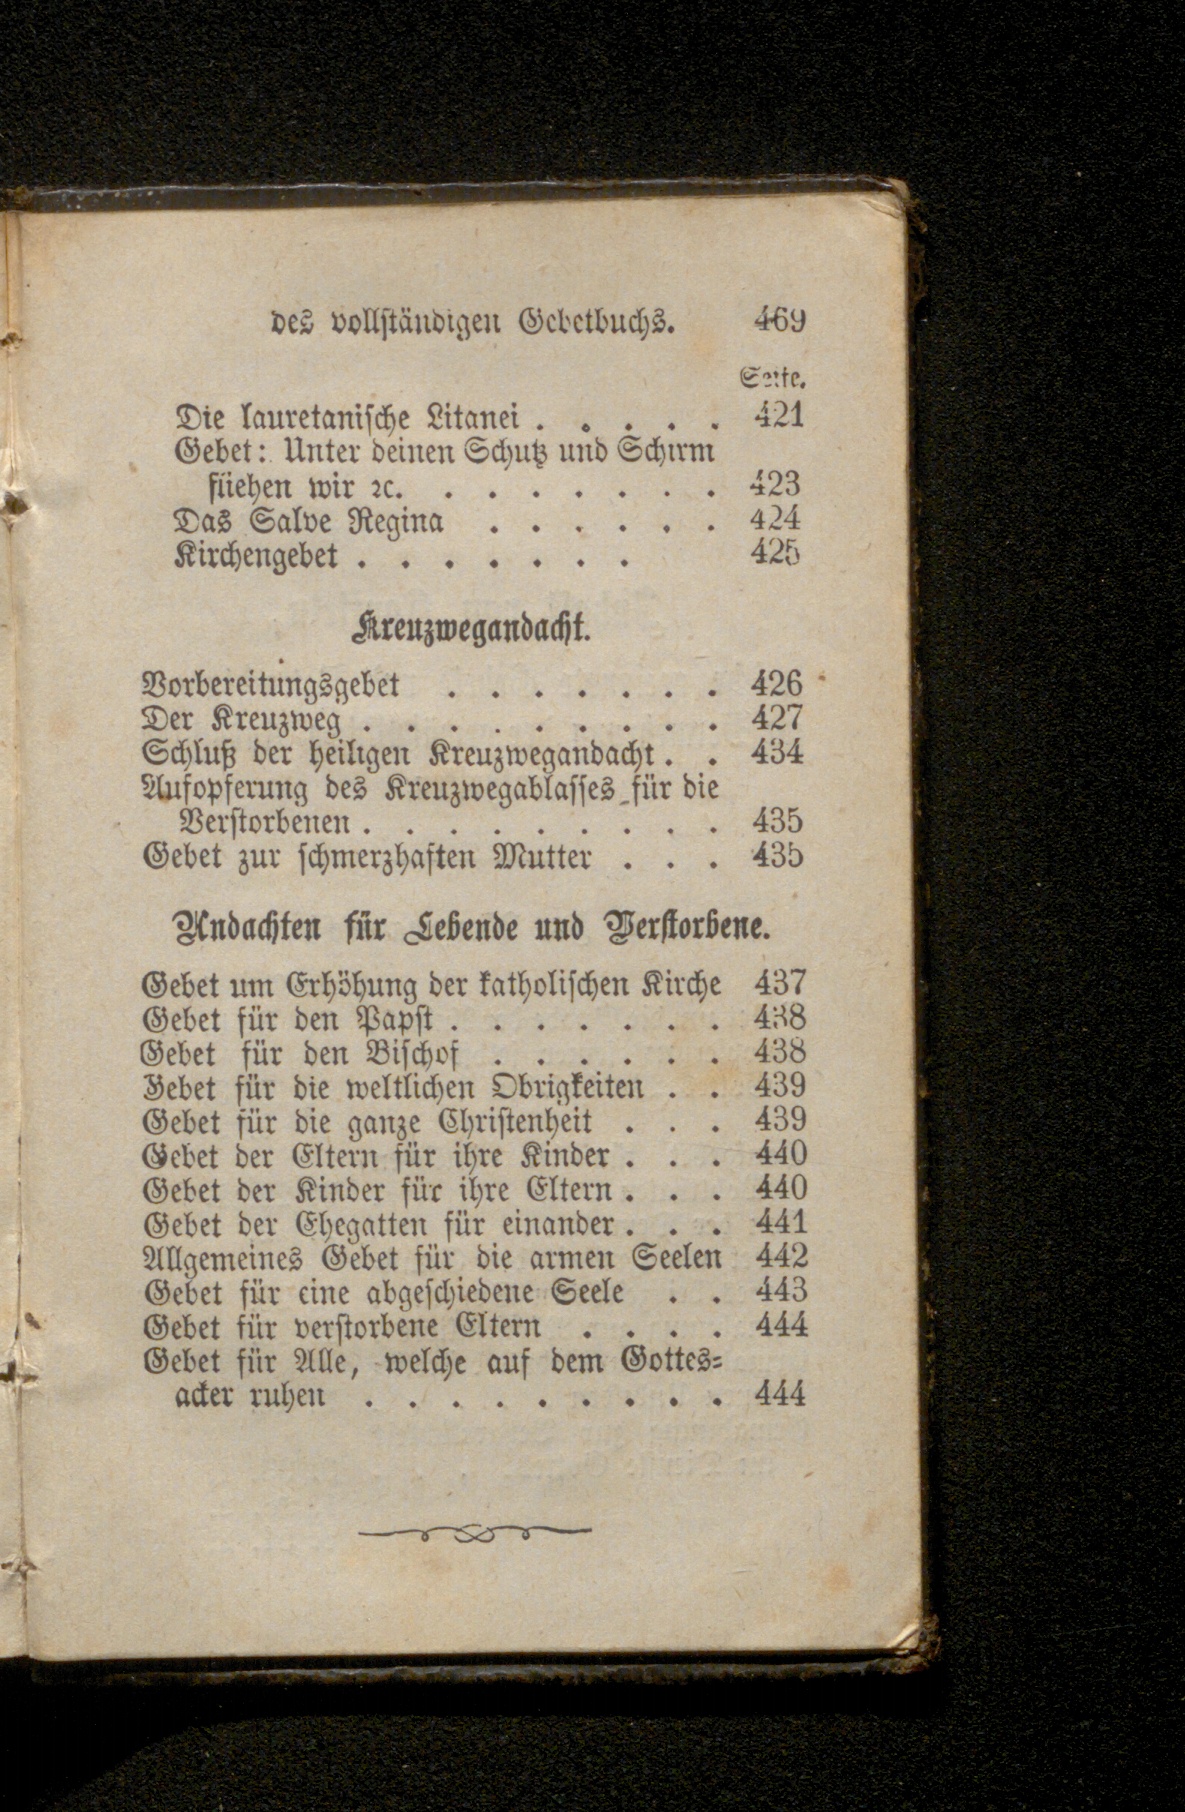 des vollständigen Gebetbuchs. 469
Seite.
Die lauretanische Litanei . . . . . 421
Gebet: Unter deinen Schutz und Schirm
fliehen wir ꝛc. . . . . . . . 423
Das Salve Regina . . . . . . 424
Kirchengebet . . . . . . . 425
Kreuzwegandacht.
Vorbereitungsgebet . . . . . . . 426
Der Kreuzweg . . . . . . . . . 427
Schluß der heiligen Kreuzwegandacht . . 434
Aufopferung des Kreuzwegablasses für die
Verstorbenen . . . . . . . . . 435
Gebet zur schmerzhaften Mutter . . . 435
Andachten für Lebende und Verstorbene.
Gebet um Erhöhung der katholischen Kirche 437
Gebet für den Papst . . . . . . . 438
Gebet für den Bischof . . . . . . 438
Gebet für die weltlichen Obrigkeiten . . 439
Gebet für die ganze Christenheit . . . 439
Gebet der Eltern für ihre Kinder . . . 440
Gebet der Kinder für ihre Eltern . . . 440
Gebet der Ehegatten für einander . . . 441
Allgemeines Gebet für die armen Seelen 442
Gebet für eine abgeschiedene Seele . . 443
Gebet für verstorbene Eltern . . . . 444
Gebet für Alle, welche auf dem Gottes-
acker ruhen . . . . . . . . . 444